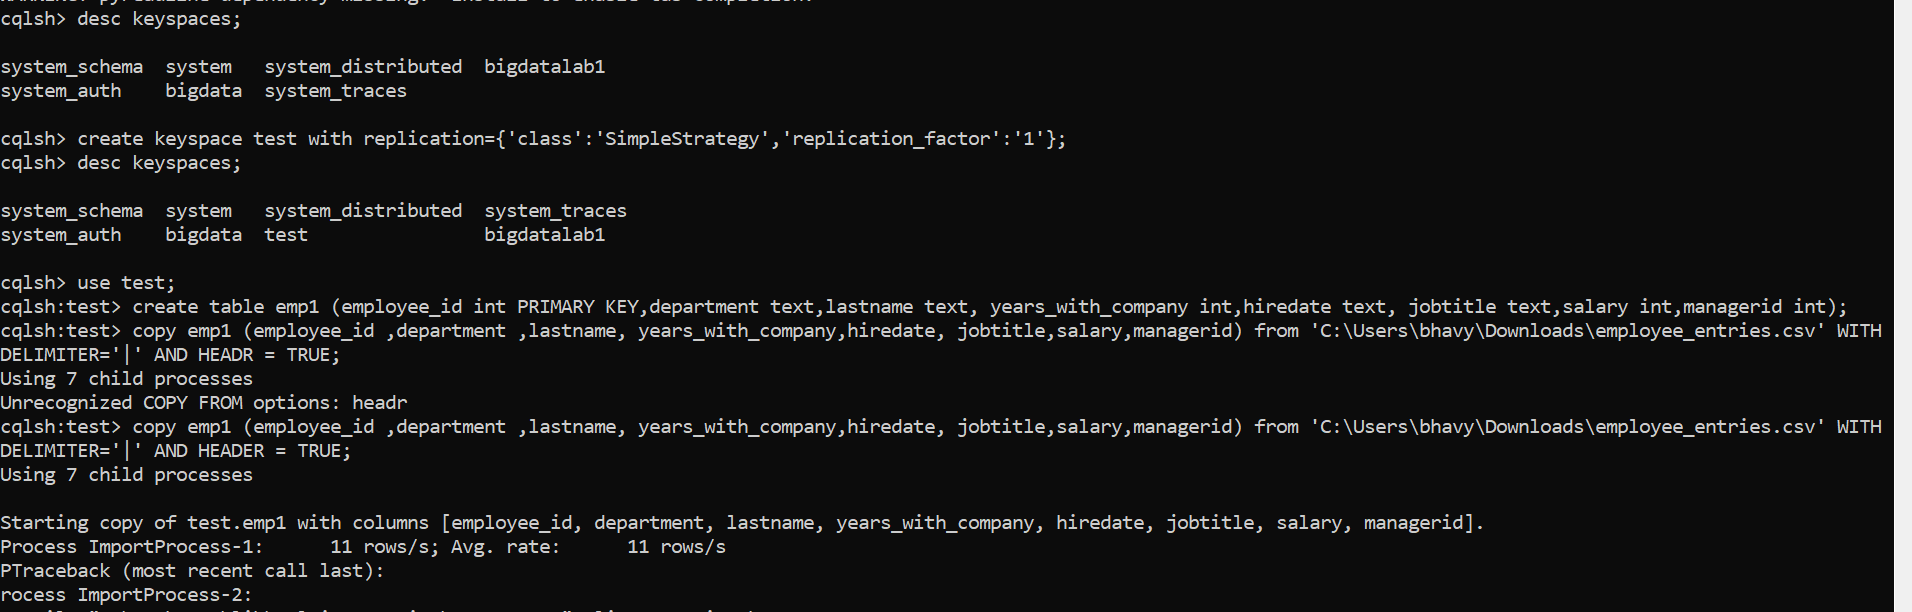 cqlsh> desc keyspaces;
system_schema  system   system_distributed  bigdatalab1
system_auth    bigdata  system_traces
cqlsh> create keyspace test with replication={'class':'SimpleStrategy','replication_factor':'1'};
cqlsh> desc keyspaces;
system_schema  system   system_distributed  system_traces
system_auth    bigdata  test                bigdatalab1
cqlsh> use test;
cqlsh:test> create table emp1 (employee_id int PRIMARY KEY,department text,lastname text, years_with_company int,hiredate text, jobtitle text,salary int,managerid int);
cqlsh:test> copy emp1 (employee_id ,department ,lastname, years_with_company,hiredate, jobtitle,salary,managerid) from 'C:\Users\bhavy\Downloads\employee_entries.csv' WITH
DELIMITER='|' AND HEADR = TRUE;
Using 7 child processes
Unrecognized COPY FROM options: headr
cqlsh:test> copy emp1 (employee_id ,department ,lastname, years_with_company,hiredate, jobtitle,salary,managerid) from 'C:\Users\bhavy\Downloads\employee_entries.csv' WITH
DELIMITER='|' AND HEADER = TRUE;
Using 7 child processes
Starting copy of test.emp1 with columns [employee_id, department, lastname, years_with_company, hiredate, jobtitle, salary, managerid].
Process ImportProcess-1:      11 rows/s; Avg. rate:      11 rows/s
PTraceback (most recent call last):
rocess ImportProcess-2: